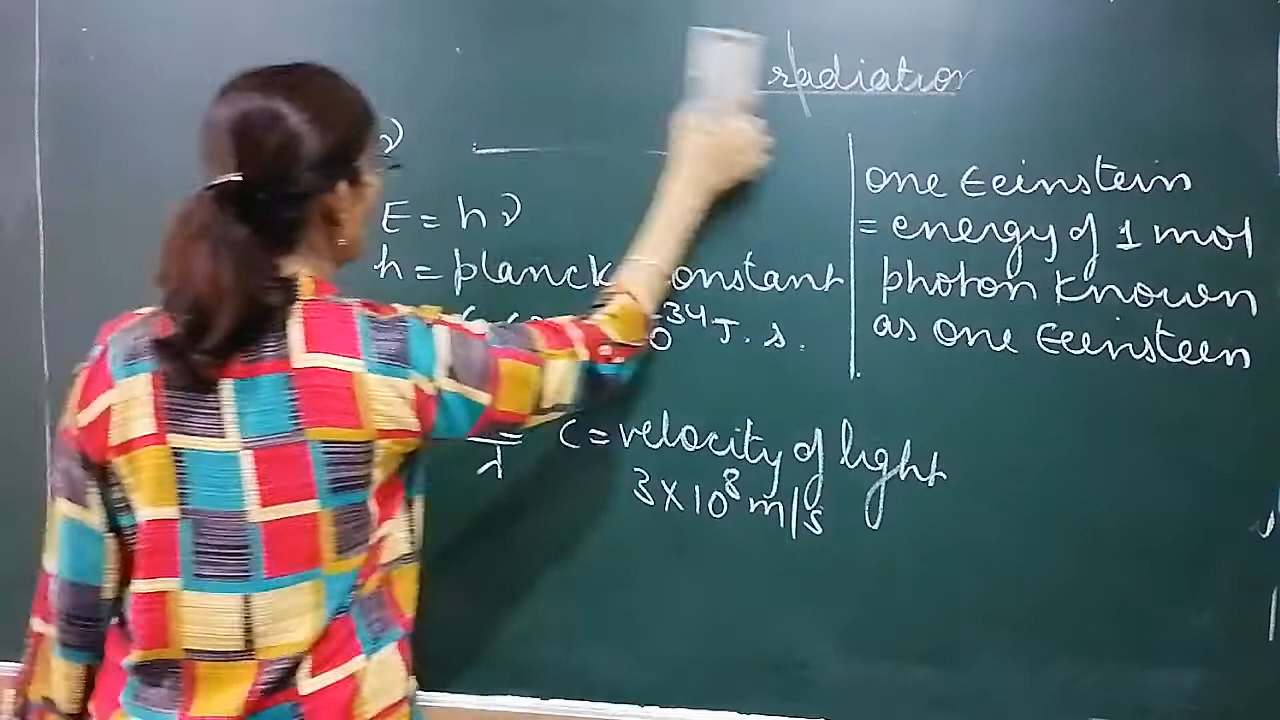 radiation
ν
E = hν
h = planck constant
34 J. s.
λ
C = velocity of light
3 X 10⁸ m/s
one Eeinstein
= energy of 1 mol
photon known
as one Eeinsteen